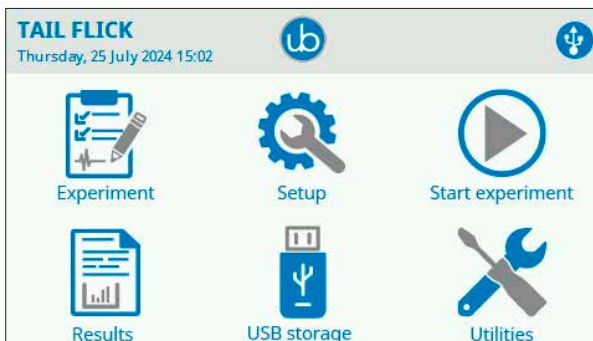 TAIL FLICK
Thursday, 25 July 2024 15:02
ub
Experiment
Setup
Start experiment
Results
USB storage
Utilities